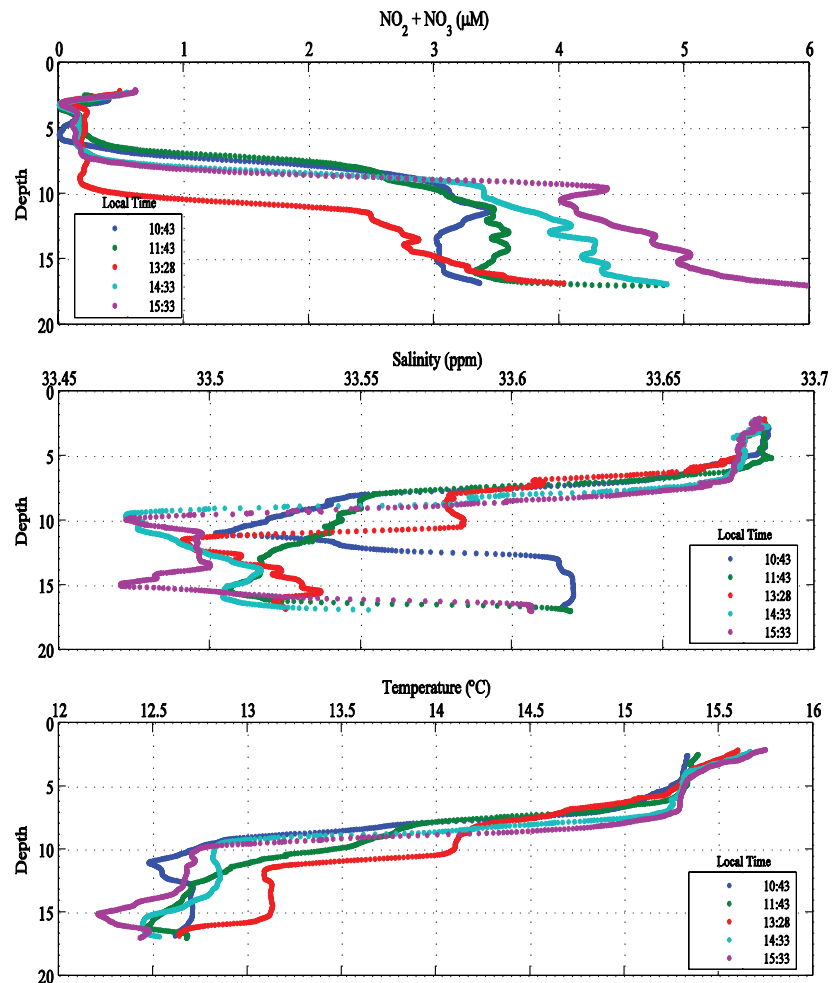 NO2 + NO3 (μM)
0 1 2 3 4 5 6
0
5
10
15
20
Depth
Local Time
10:43
11:43
13:28
14:33
15:33
Salinity (ppm)
33.45 33.5 33.55 33.6 33.65 33.7
0
5
10
15
20
Depth
Local Time
10:43
11:43
13:28
14:33
15:33
Temperature (°C)
12 12.5 13 13.5 14 14.5 15 15.5 16
0
5
10
15
20
Depth
Local Time
10:43
11:43
13:28
14:33
15:33